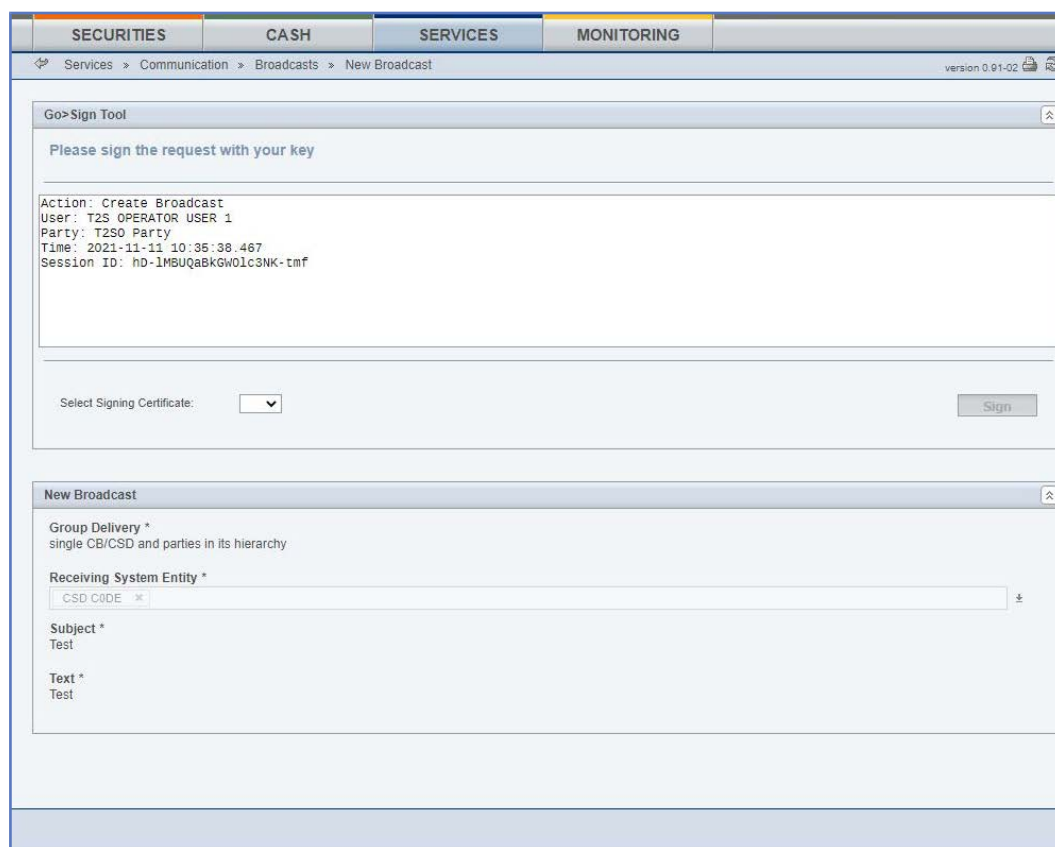 SECURITIES CASH SERVICES MONITORING
Services » Communication » Broadcasts » New Broadcast version 0.91-02
Go>Sign Tool
Please sign the request with your key
Action: Create Broadcast
User: T2S OPERATOR USER 1
Party: T2SO Party
Time: 2021-11-11 10:35:38.467
Session ID: hD-lMBUQaBkGWOlc3NK-tmf
Select Signing Certificate: Sign
New Broadcast
Group Delivery *
single CB/CSD and parties in its hierarchy
Receiving System Entity *
CSD C0DE
Subject *
Test
Text *
Test